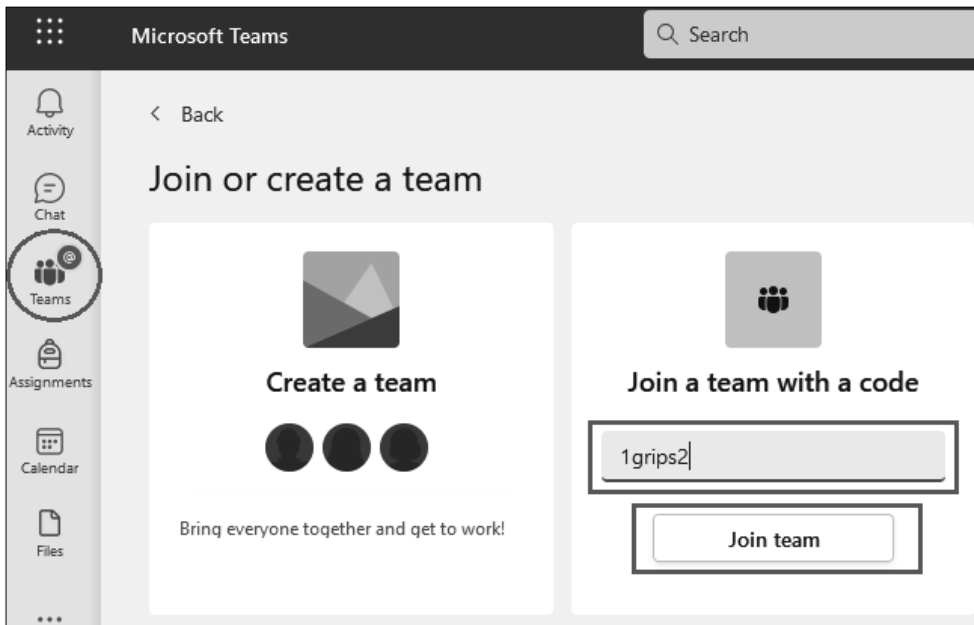 Microsoft Teams
Search
Activity
Chat
@
Teams
Assignments
Calendar
Files
Back
Join or create a team
Create a team
Bring everyone together and get to work!
Join a team with a code
1grips2
Join team